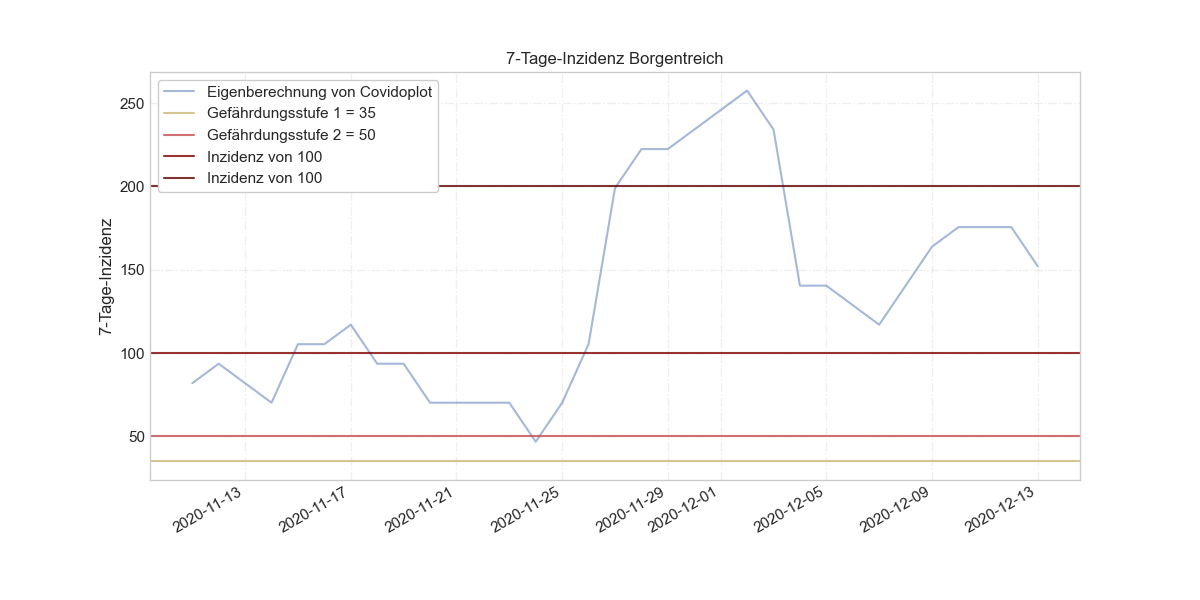 7-Tage-Inzidenz Borgentreich
Eigenberechnung von Covidoplot
Gefährdungsstufe 1 = 35
Gefährdungsstufe 2 = 50
Inzidenz von 100
Inzidenz von 100
7-Tage-Inzidenz
250
200
150
100
50
2020-11-13
2020-11-17
2020-11-21
2020-11-25
2020-11-29
2020-12-01
2020-12-05
2020-12-09
2020-12-13